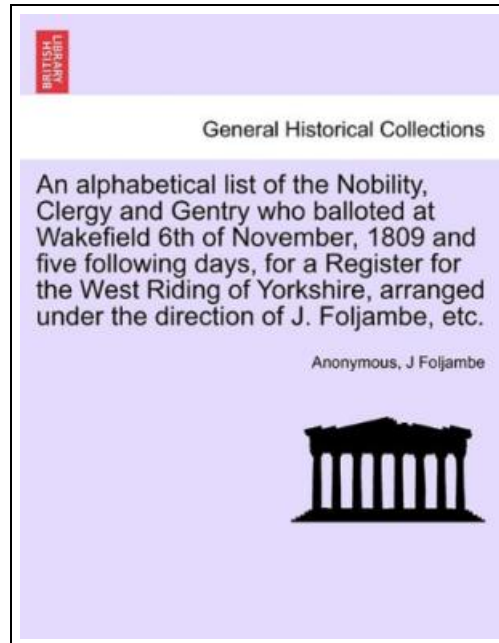 BRITISH
LIBRARY
General Historical Collections
An alphabetical list of the Nobility,
Clergy and Gentry who balloted at
Wakefield 6th of November, 1809 and
five following days, for a Register for
the West Riding of Yorkshire, arranged
under the direction of J. Foljambe, etc.
Anonymous, J Foljambe